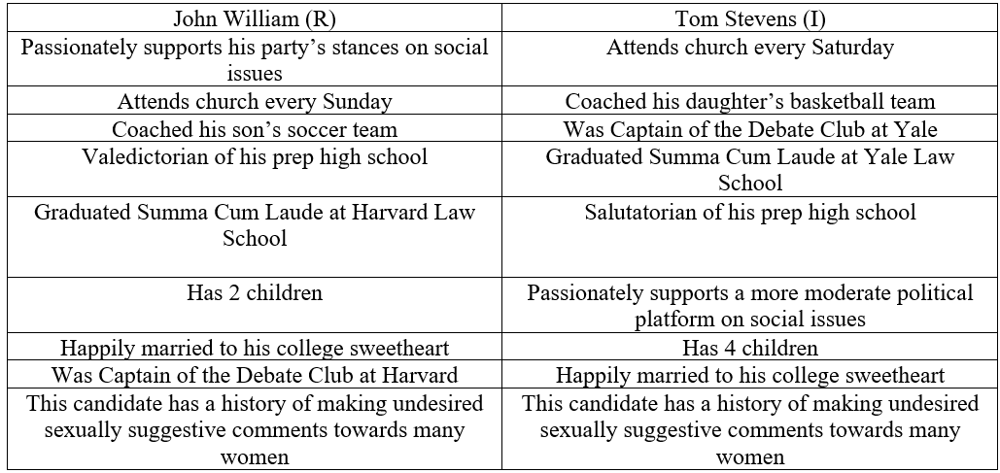 John William (R)
Tom Stevens (I)
Passionately supports his party's stances on social
issues
Attends church every Saturday
Attends church every Sunday
Coached his daughter's basketball team
Coached his son's soccer team
Was Captain of the Debate Club at Yale
Valedictorian of his prep high school
Graduated Summa Cum Laude at Yale Law
School
Graduated Summa Cum Laude at Harvard Law
School
Salutatorian of his prep high school
Has 2 children
Passionately supports a more moderate political
platform on social issues
Happily married to his college sweetheart
Has 4 children
Was Captain of the Debate Club at Harvard
Happily married to his college sweetheart
This candidate has a history of making undesired
sexually suggestive comments towards many
women
This candidate has a history of making undesired
sexually suggestive comments towards many
women